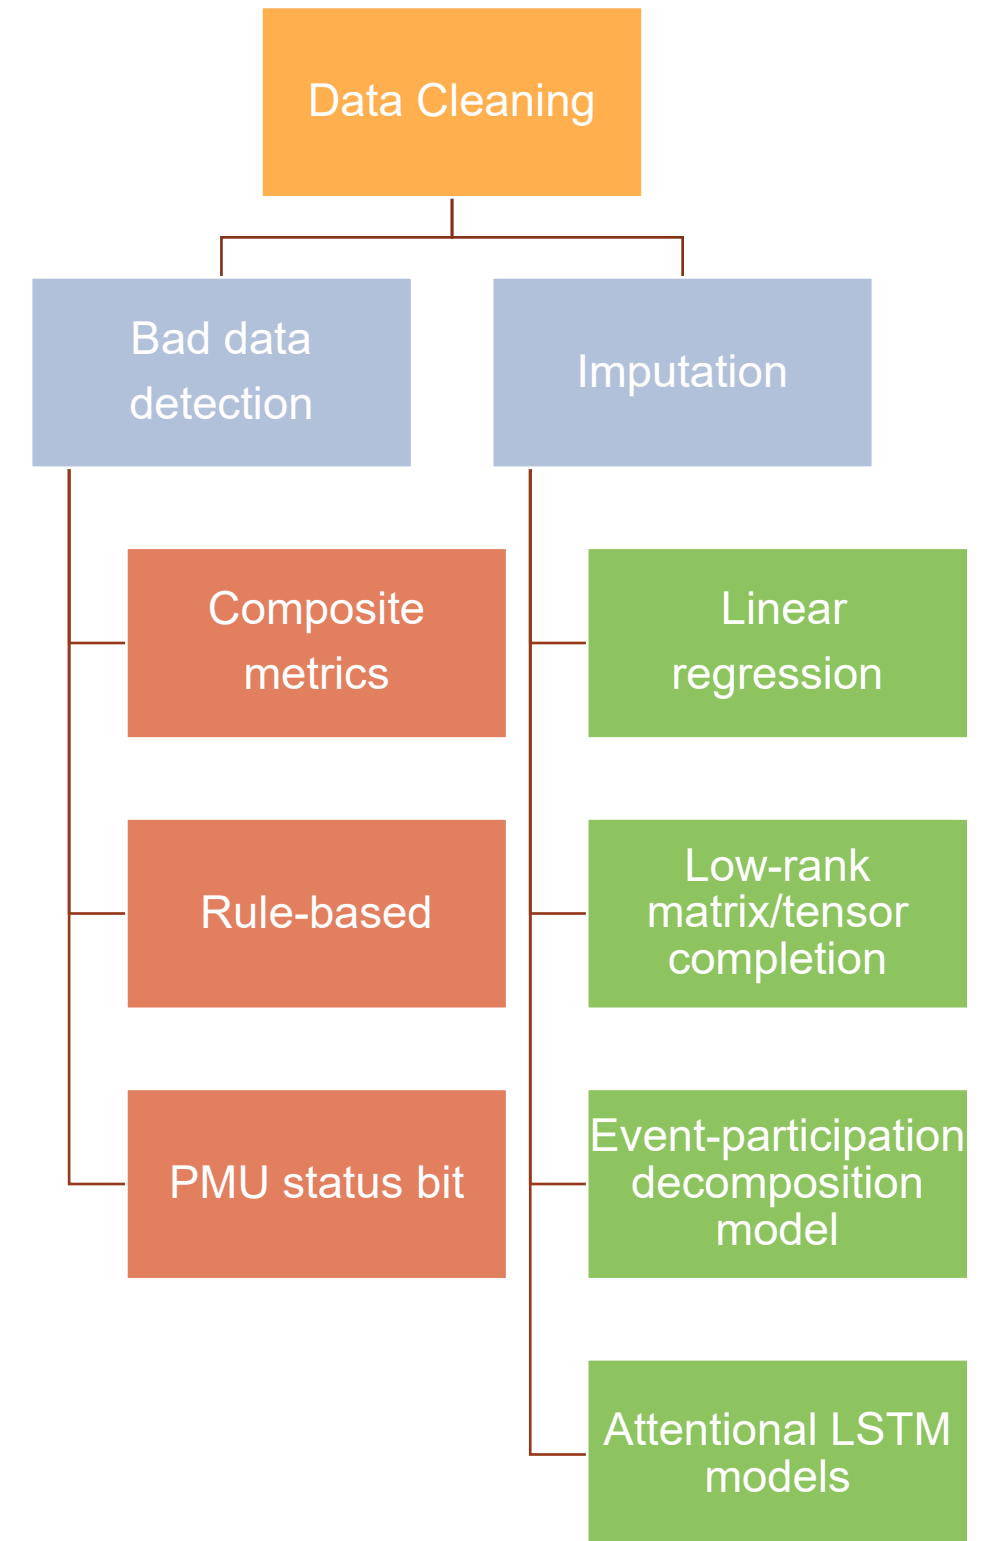 Data Cleaning
Bad data
detection
Imputation
Composite
metrics
Linear
regression
Rule-based
Low-rank
matrix/tensor
completion
PMU status bit
Event-participation
decomposition
model
Attentional LSTM
models